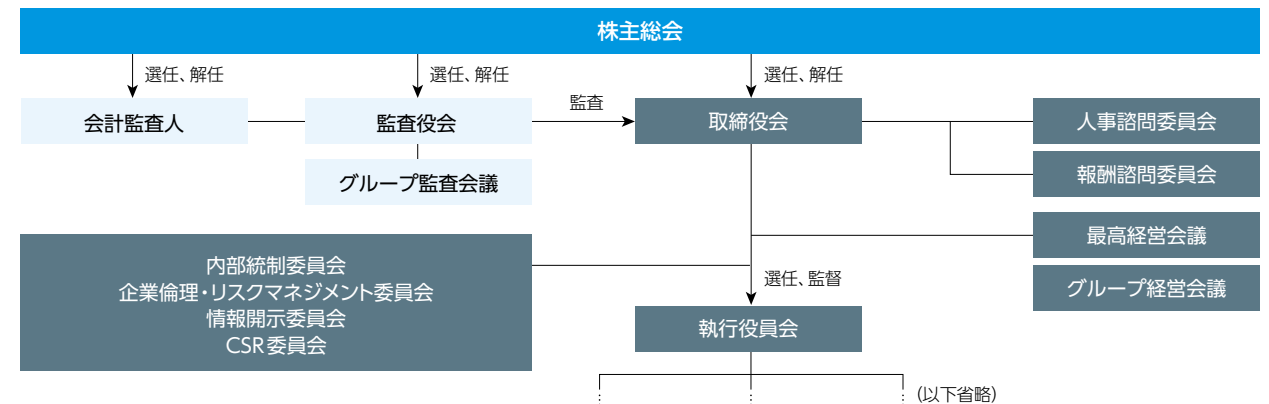 株主総会
選任、解任
選任、解任
選任、解任
会計監査人
監査役会
監査
取締役会
人事諮問委員会
グループ監査会議
報酬諮問委員会
最高経営会議
グループ経営会議
内部統制委員会
企業倫理・リスクマネジメント委員会
情報開示委員会
CSR委員会
選任、監督
執行役員会
(以下省略)